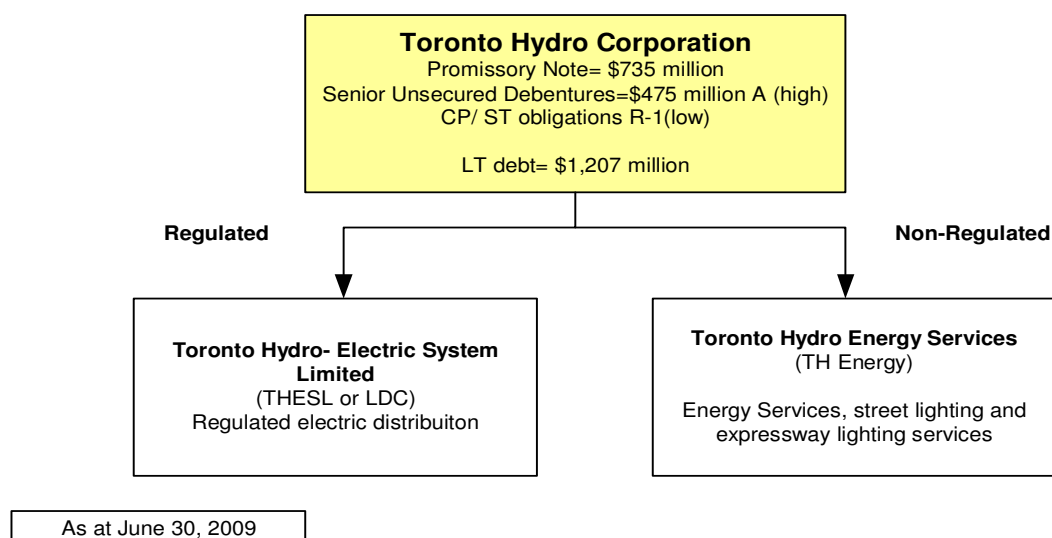 Toronto Hydro Corporation
Promissory Note= $735 million
Senior Unsecured Debentures=$475 million A (high)
CP/ ST obligations R-1(low)
LT debt= $1,207 million
Regulated
Non-Regulated
Toronto Hydro- Electric System
Limited
(THESL or LDC)
Regulated electric distribuiton
Toronto Hydro Energy Services
(TH Energy)
Energy Services, street lighting and
expressway lighting services
As at June 30, 2009